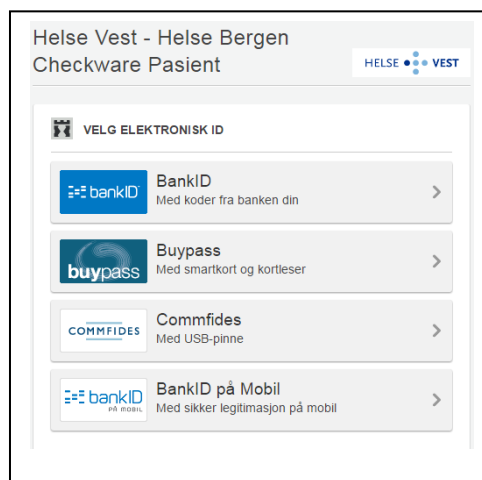 Helse Vest - Helse Bergen
Checkware Pasient
HELSE VEST
VELG ELEKTRONISK ID
bankID
BankID
Med koder fra banken din
buypass
Buypass
Med smartkort og kortleser
COMMFIDES
Commfides
Med USB-pinne
bankID
PÅ MOBIL
BankID på Mobil
Med sikker legitimasjon på mobil